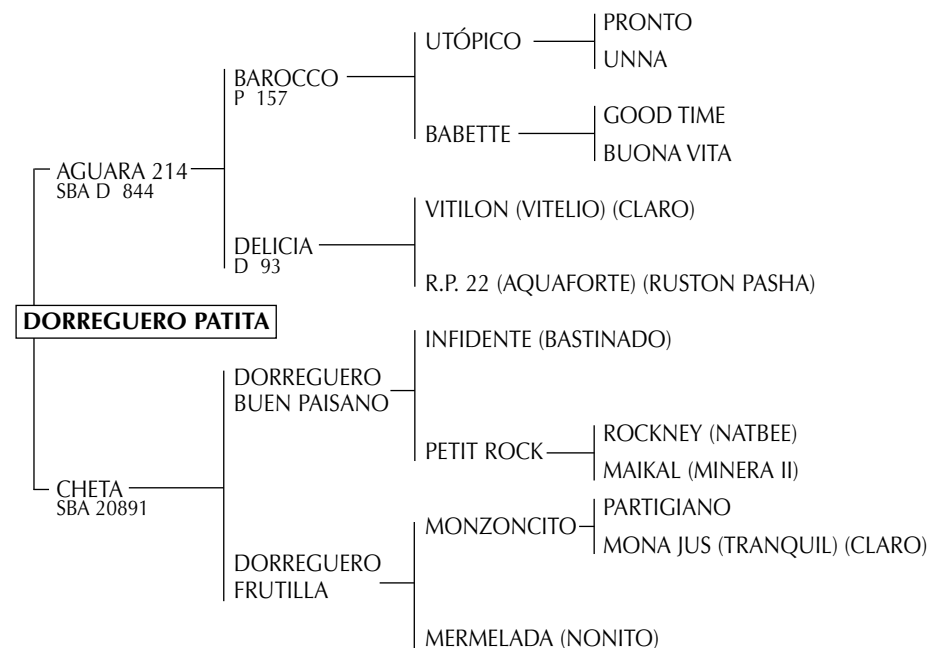 PRONTO
UTÓPICO
UNNA
BAROCCO
P 157
GOOD TIME
BABETTE
BUONA VITA
AGUARA 214
SBA D 844
VITILON (VITELIO) (CLARO)
DELICIA
D 93
R.P. 22 (AQUAFORTE) (RUSTON PASHA)
DORREGUERO PATITA
INFIDENTE (BASTINADO)
DORREGUERO
BUEN PAISANO
ROCKNEY (NATBEE)
PETIT ROCK
MAIKAL (MINERA II)
CHETA
SBA 20891
PARTIGIANO
MONZONCITO
MONA JUS (TRANQUIL) (CLARO)
DORREGUERO
FRUTILLA
MERMELADA (NONITO)